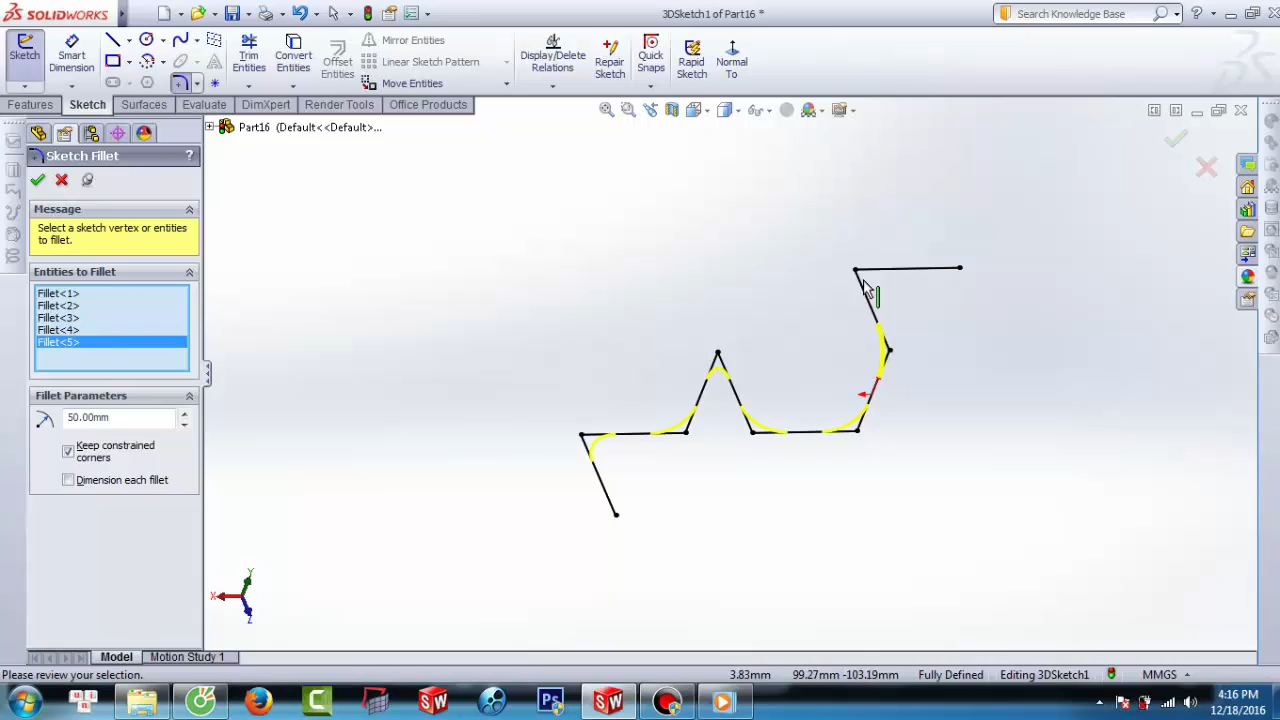 SOLIDWORKS
3DSketch1 of Part16 *
Search Knowledge Base
?
Sketch
Smart Dimension
Trim Entities
Convert Entities
Offset Entities
Mirror Entities
Linear Sketch Pattern
Move Entities
Display/Delete Relations
Repair Sketch
Quick Snaps
Rapid Sketch
Normal To
Features
Sketch
Surfaces
Evaluate
DimXpert
Render Tools
Office Products
Part16 (Default<<Default>...
Sketch Fillet
?
Message
Select a sketch vertex or entities
to fillet.
Entities to Fillet
Fillet<1>
Fillet<2>
Fillet<3>
Fillet<4>
Fillet<5>
Fillet Parameters
50.00mm
Keep constrained
corners
Dimension each fillet
Y
X
Z
Model
Motion Study 1
Please review your selection.
3.83mm
99.27mm -103.19mm
Fully Defined
Editing 3DSketch1
MMGS
4:16 PM
12/18/2016